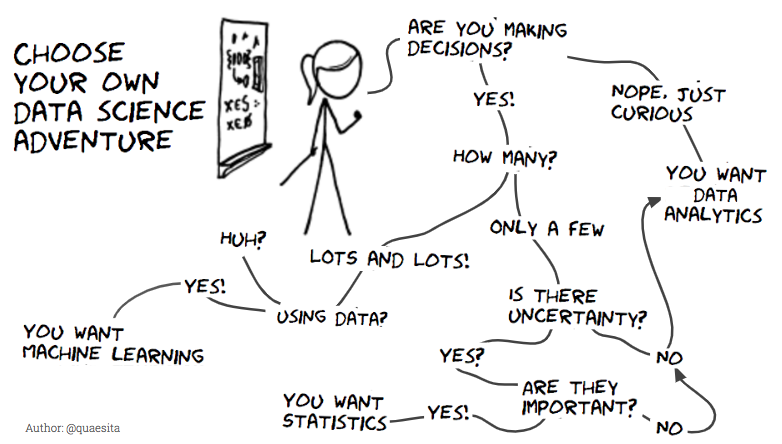 CHOOSE
YOUR OWN
DATA SCIENCE
ADVENTURE
ARE YOU MAKING
DECISIONS?
YES!
NOPE, JUST
CURIOUS
HOW MANY?
YOU WANT
DATA
ANALYTICS
ONLY A FEW
HUH?
LOTS AND LOTS!
YES!
USING DATA?
IS THERE
UNCERTAINTY?
YOU WANT
MACHINE LEARNING
YES?
NO
ARE THEY
IMPORTANT?
YOU WANT
STATISTICS
YES!
NO
Author: @quaesita